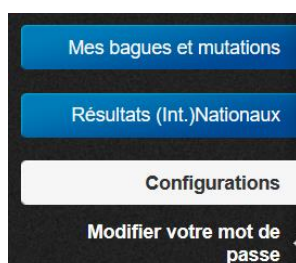 Mes bagues et mutations
Résultats (Int.)Nationaux
Configurations
Modifier votre mot de
passe